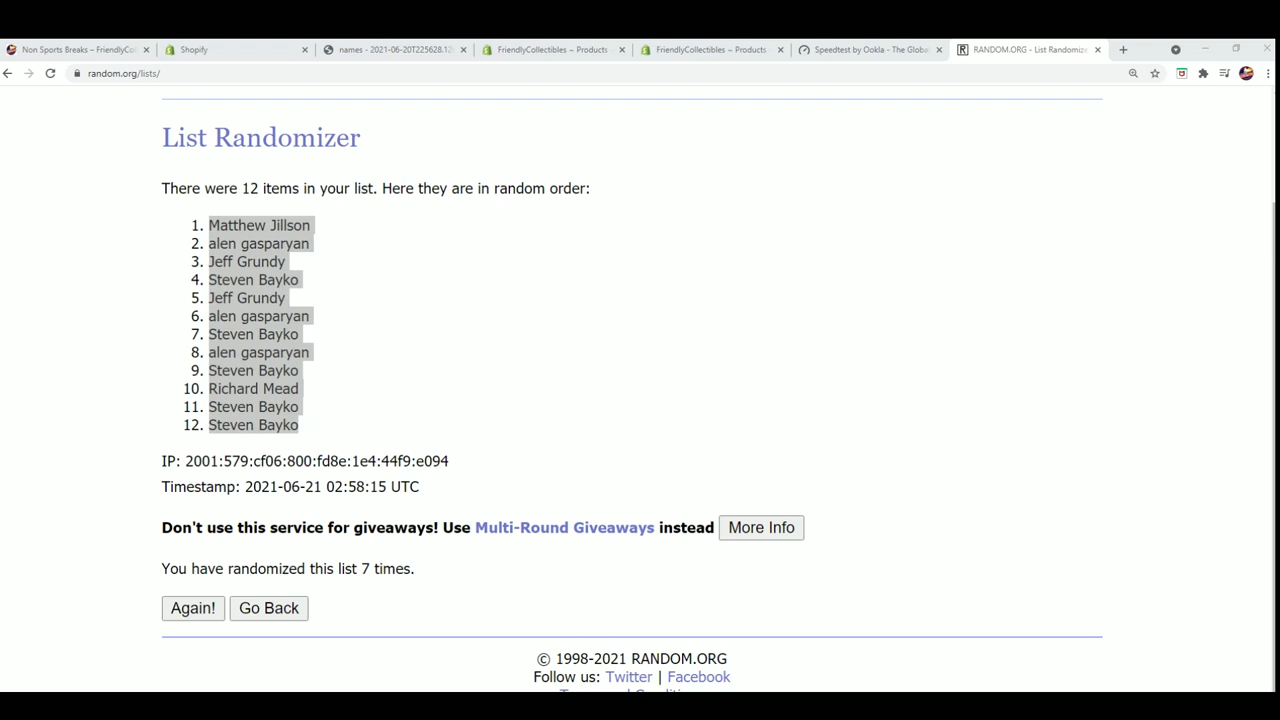 Non Sports Breaks – FriendlyCol
Shopify
names - 2021-06-20T225628.12
FriendlyCollectibles ~ Products
FriendlyCollectibles ~ Products
Speedtest by Ookla - The Globa
RANDOM.ORG - List Randomize
random.org/lists/
List Randomizer
There were 12 items in your list. Here they are in random order:
1. Matthew Jillson
2. alen gasparyan
3. Jeff Grundy
4. Steven Bayko
5. Jeff Grundy
6. alen gasparyan
7. Steven Bayko
8. alen gasparyan
9. Steven Bayko
10. Richard Mead
11. Steven Bayko
12. Steven Bayko
IP: 2001:579:cf06:800:fd8e:1e4:44f9:e094
Timestamp: 2021-06-21 02:58:15 UTC
Don't use this service for giveaways! Use Multi-Round Giveaways instead More Info
You have randomized this list 7 times.
Again! Go Back
© 1998-2021 RANDOM.ORG
Follow us: Twitter | Facebook